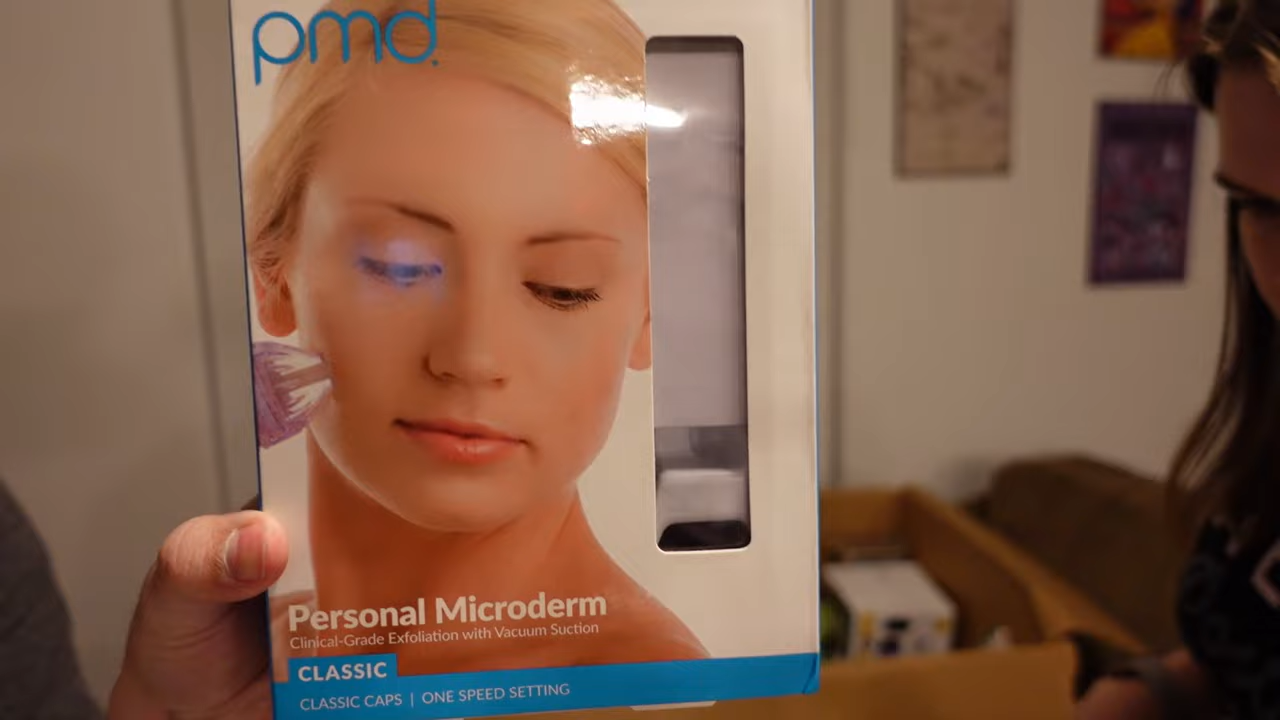 pmd.
Personal Microderm
Clinical-Grade Exfoliation with Vacuum Suction
CLASSIC
CLASSIC CAPS | ONE SPEED SETTING